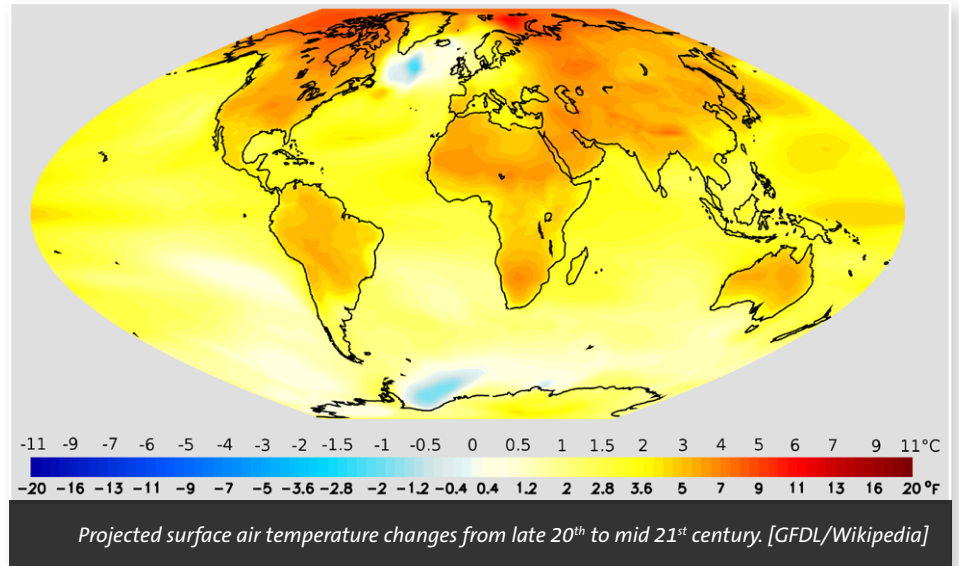 -11 -9 -7 -6 -5 -4 -3 -2 -1.5 -1 -0.5 0 0.5 1 1.5 2 3 4 5 6 7 9 11°C
-20 -16 -13 -11 -9 -7 -5 -3.6 -2.8 -2 -1.2 -0.4 0.4 1.2 2 2.8 3.6 5 7 9 11 13 16 20 °F
Projected surface air temperature changes from late 20th to mid 21st century. [GFDL/Wikipedia]